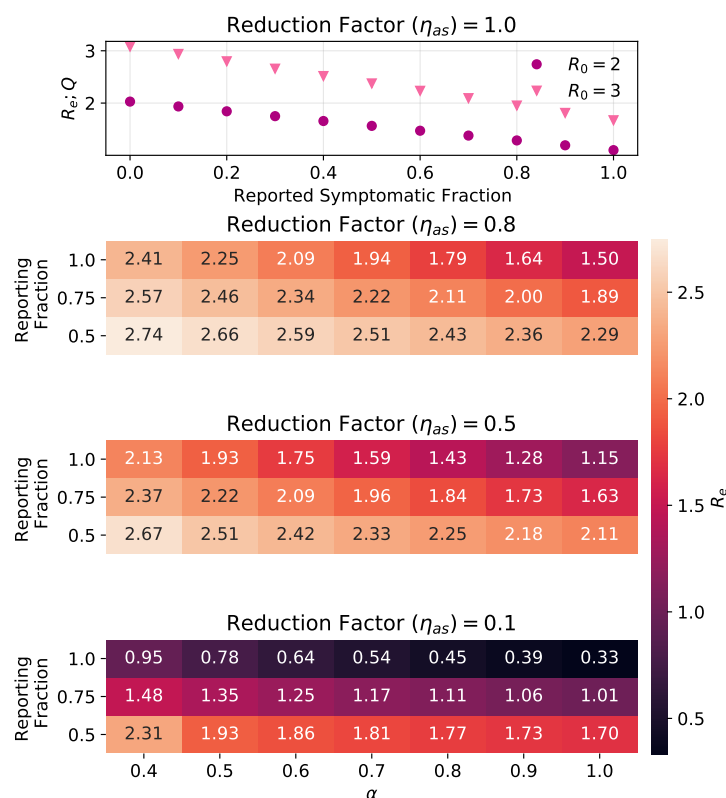 Reduction Factor (ηas) = 1.0
Re; Q
3
2
R0 = 2
R0 = 3
0.0 0.2 0.4 0.6 0.8 1.0
Reported Symptomatic Fraction
Reduction Factor (ηas) = 0.8
Reporting
Fraction
1.0 2.41 2.25 2.09 1.94 1.79 1.64 1.50
0.75 2.57 2.46 2.34 2.22 2.11 2.00 1.89
0.5 2.74 2.66 2.59 2.51 2.43 2.36 2.29
Reduction Factor (ηas) = 0.5
Reporting
Fraction
1.0 2.13 1.93 1.75 1.59 1.43 1.28 1.15
0.75 2.37 2.22 2.09 1.96 1.84 1.73 1.63
0.5 2.67 2.51 2.42 2.33 2.25 2.18 2.11
Reduction Factor (ηas) = 0.1
Reporting
Fraction
1.0 0.95 0.78 0.64 0.54 0.45 0.39 0.33
0.75 1.48 1.35 1.25 1.17 1.11 1.06 1.01
0.5 2.31 1.93 1.86 1.81 1.77 1.73 1.70
0.4 0.5 0.6 0.7 0.8 0.9 1.0
α
2.5
2.0
1.5
1.0
0.5
Re